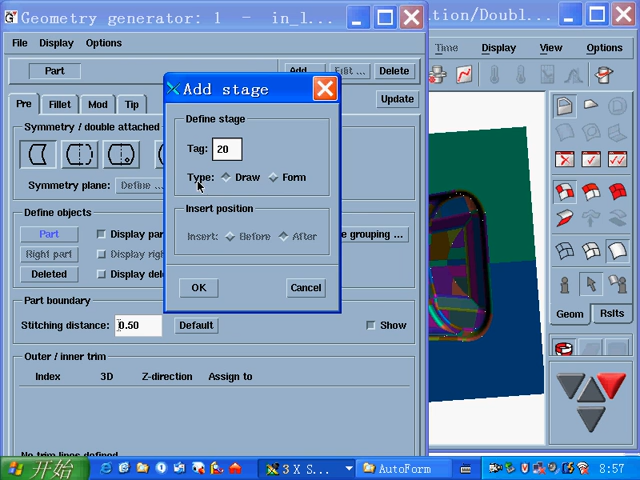 Geometry generator: 1 - in_l...
ition/Doubl...
File Display Options
Time Display View Options
Part
Add ... Edit ... Delete
Pre Fillet Mod Tip
Update
Add stage
Define stage
Tag: 20
Type: Draw Form
Insert position
Insert: Before After
OK Cancel
Symmetry / double attached
Symmetry plane: Define ...
Define objects
Part Display par
e grouping ...
Right part Display righ
Deleted Display dele
Part boundary
Stitching distance: 0.50 Default Show
Outer / inner trim
Index 3D Z-direction Assign to
No trim lines defined
Geom Rslts
开始
3 X S...
AutoForm
8:57